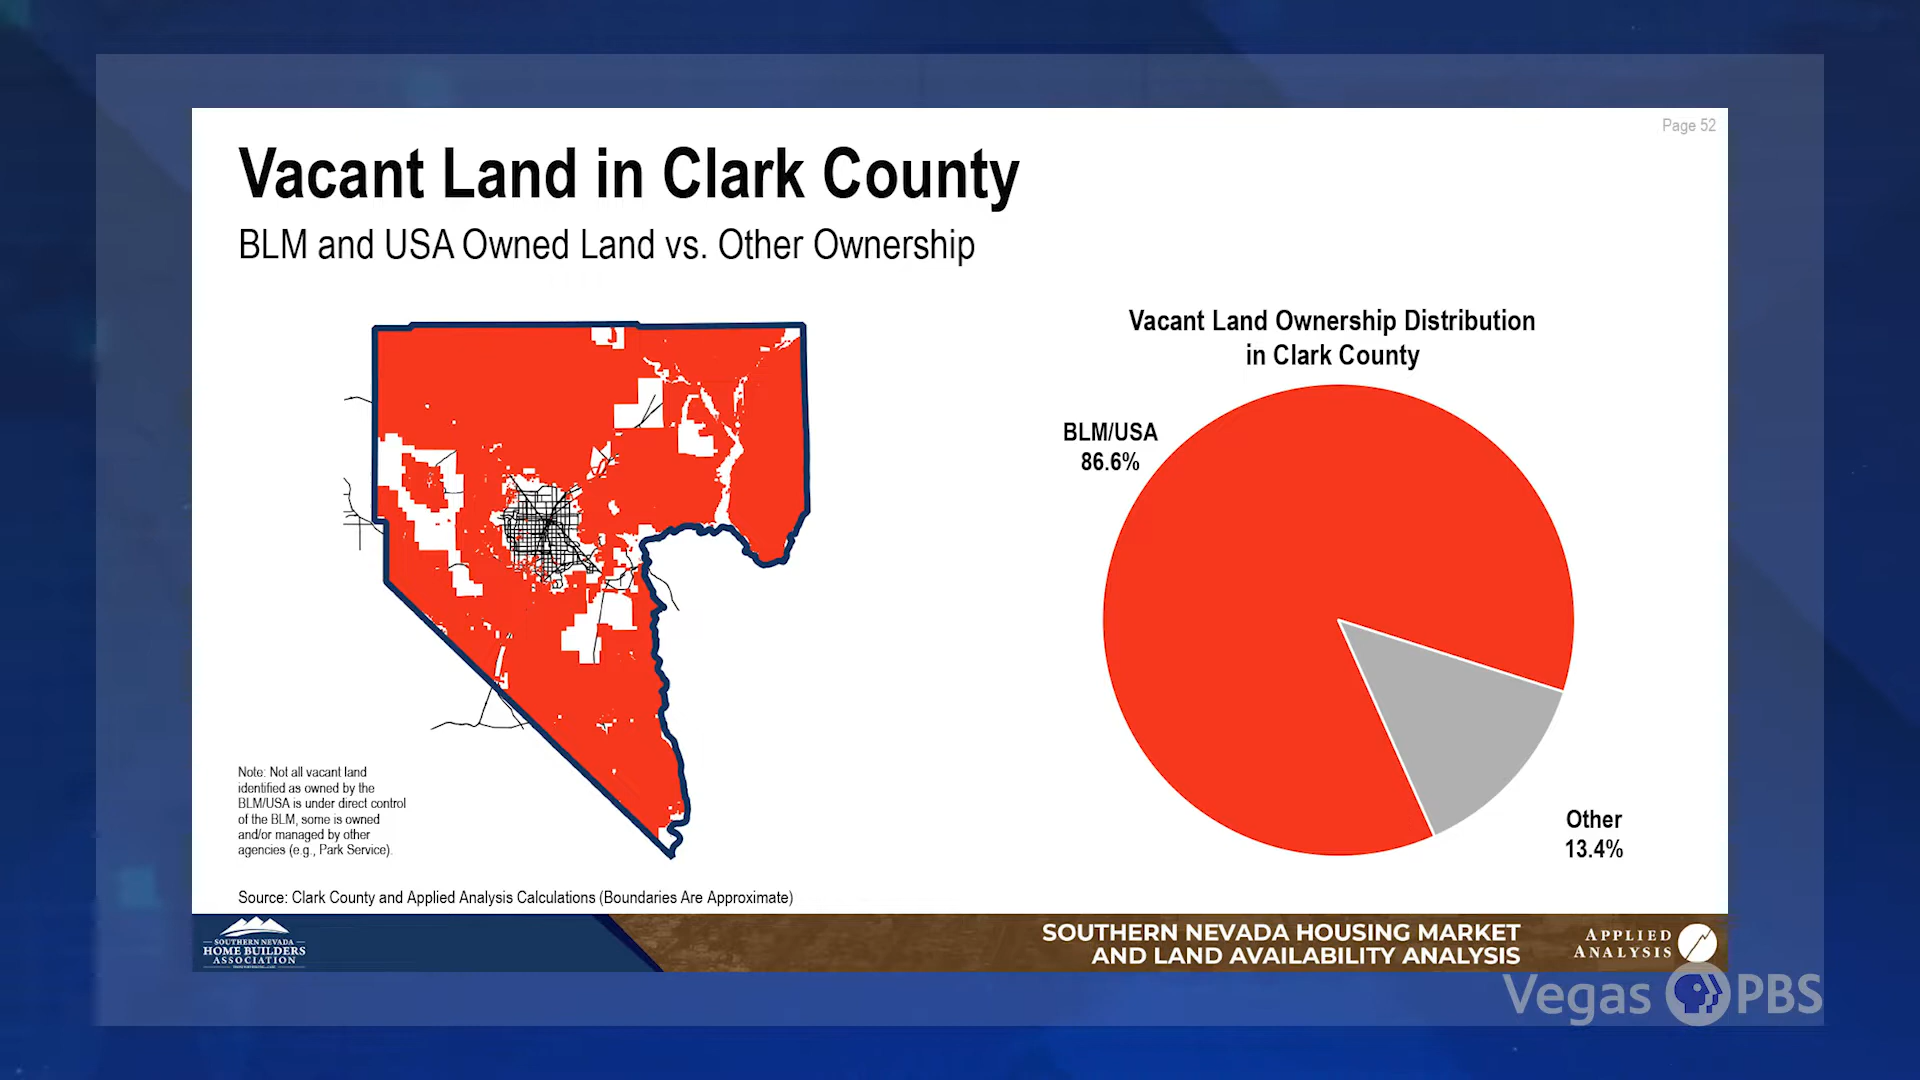 Page 52
Vacant Land in Clark County
BLM and USA Owned Land vs. Other Ownership
Vacant Land Ownership Distribution
in Clark County
BLM/USA
86.6%
Other
13.4%
Note: Not all vacant land
identified as owned by the
BLM/USA is under direct control
of the BLM, some is owned
and/or managed by other
agencies (e.g., Park Service).
Source: Clark County and Applied Analysis Calculations (Boundaries Are Approximate)
SOUTHERN NEVADA
HOME BUILDERS
ASSOCIATION
SOUTHERN NEVADA HOUSING MARKET
AND LAND AVAILABILITY ANALYSIS
APPLIED
ANALYSIS
Vegas PBS